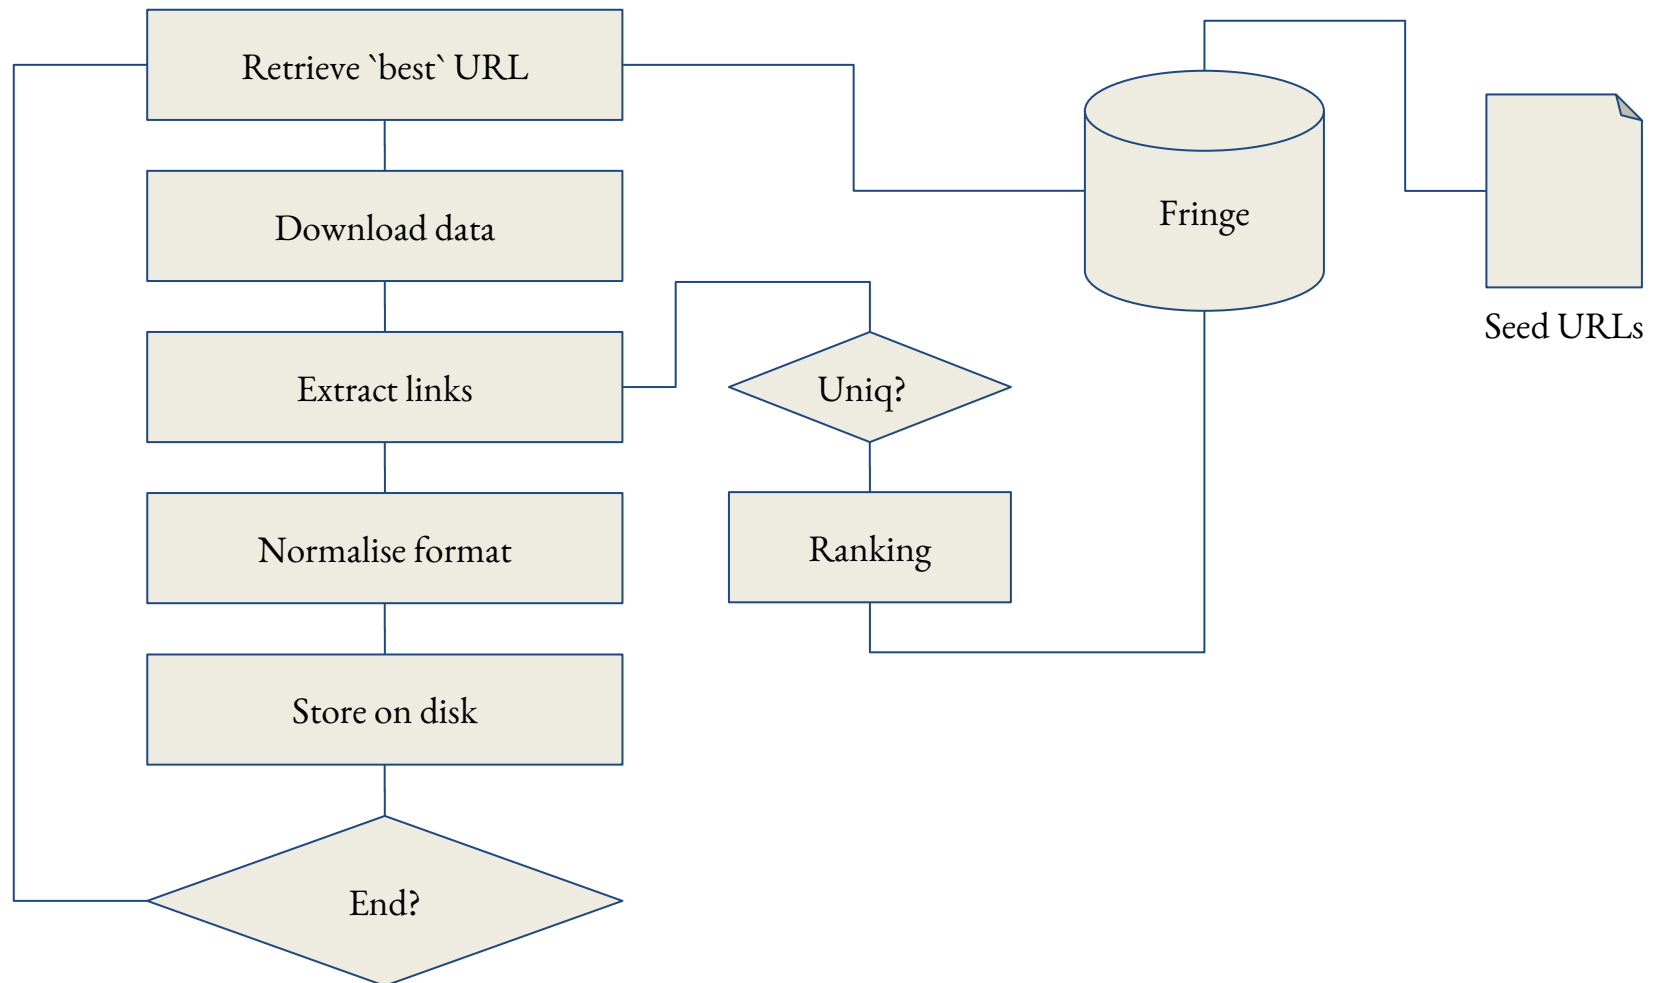 Retrieve `best` URL
Download data
Extract links
Normalise format
Store on disk
End?
Uniq?
Ranking
Fringe
Seed URLs